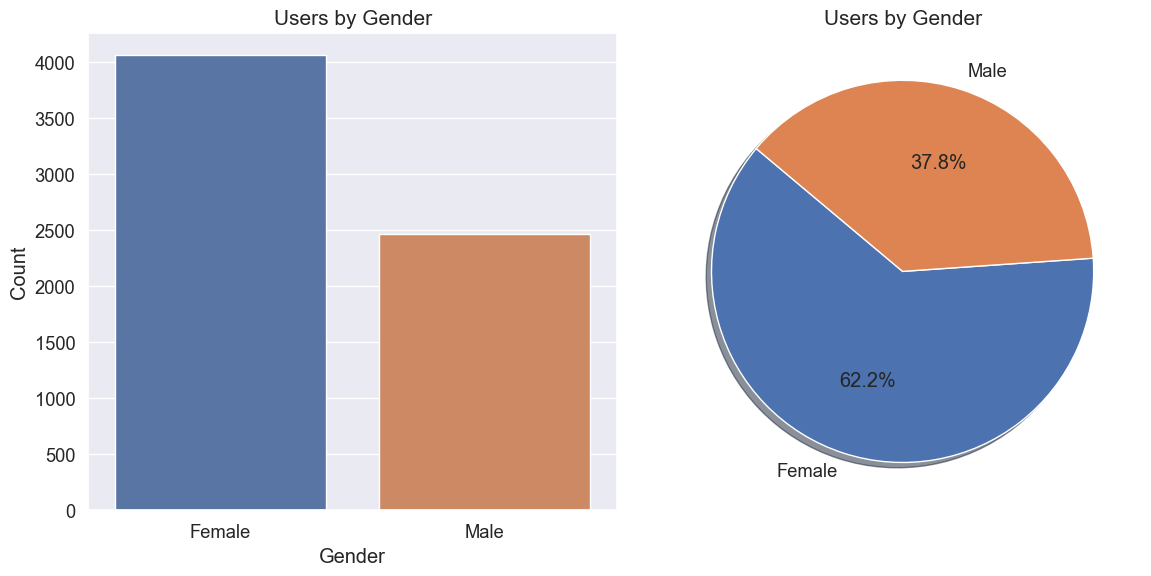 Users by Gender
4000
3500
3000
2500
2000
1500
1000
500
0
Count
Female
Male
Gender
Users by Gender
Male
37.8%
62.2%
Female